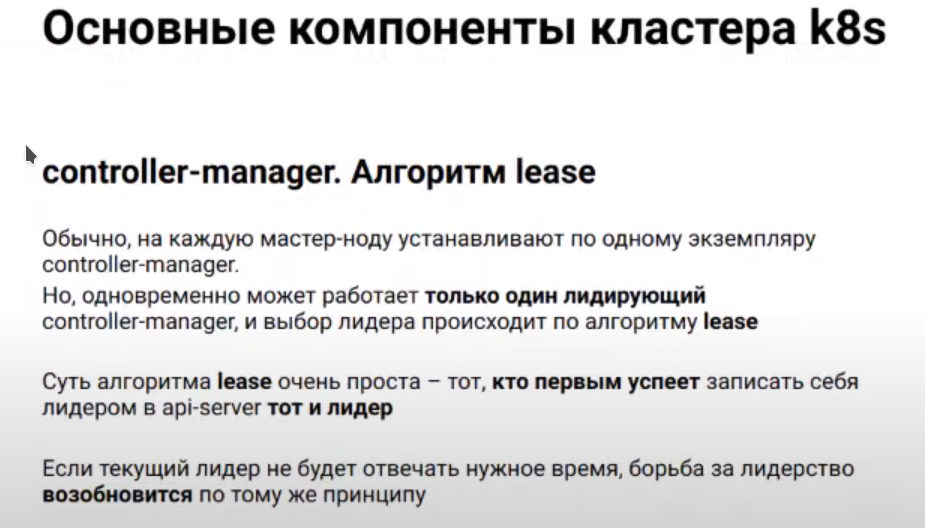 Основные компоненты кластера k8s
controller-manager. Алгоритм lease
Обычно, на каждую мастер-ноду устанавливают по одному экземпляру
controller-manager.
Но, одновременно может работает только один лидирующий
controller-manager, и выбор лидера происходит по алгоритму lease
Суть алгоритма lease очень проста – тот, кто первым успеет записать себя
лидером в api-server тот и лидер
Если текущий лидер не будет отвечать нужное время, борьба за лидерство
возобновится по тому же принципу